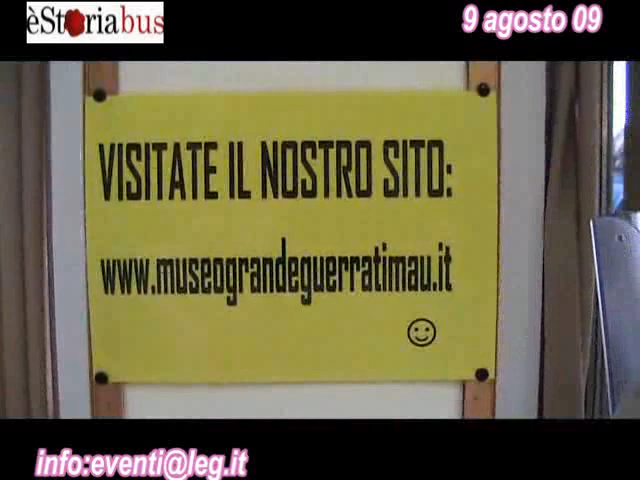 èStoriabus
9 agosto 09
VISITATE IL NOSTRO SITO:
www.museograndeguerratimau.it
info:eventi@leg.it